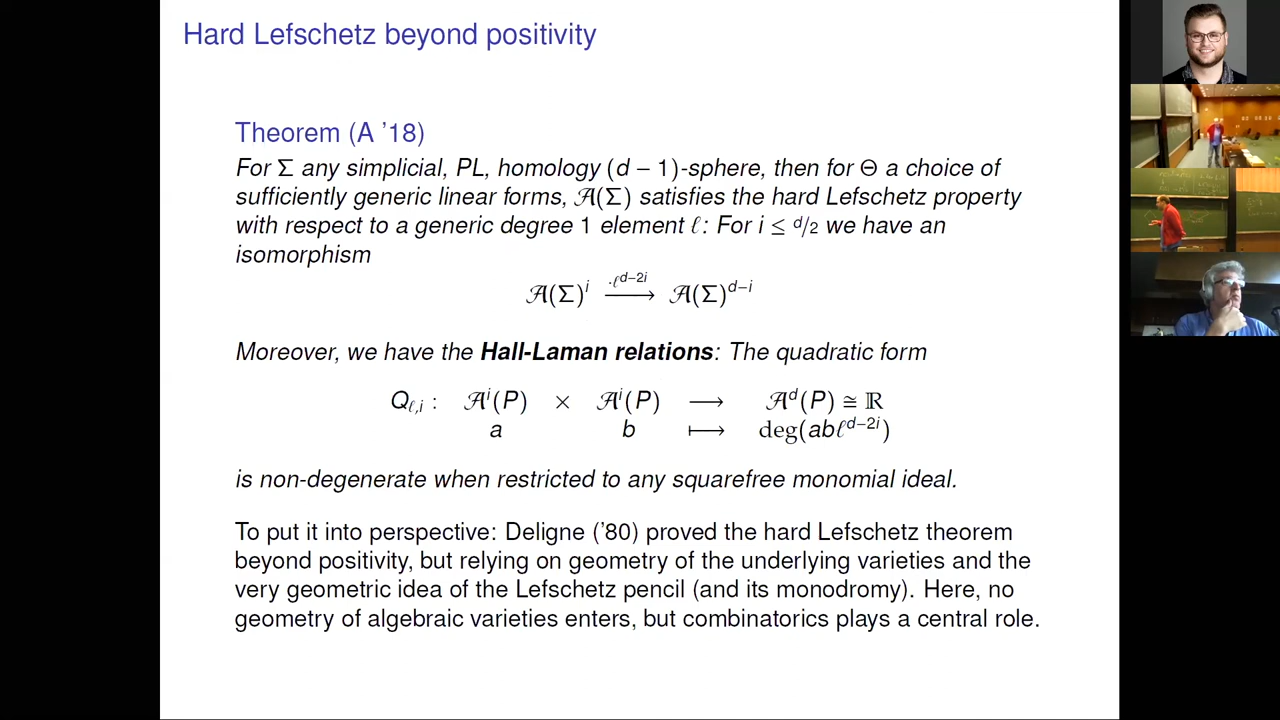 Hard Lefschetz beyond positivity
Theorem (A '18)
For Σ any simplicial, PL, homology (d − 1)-sphere, then for Θ a choice of
sufficiently generic linear forms, 𝒜(Σ) satisfies the hard Lefschetz property
with respect to a generic degree 1 element ℓ: For i ≤ d/2 we have an
isomorphism
𝒜(Σ)^i ―·ℓ^{d−2i}⟶ 𝒜(Σ)^{d−i}
Moreover, we have the Hall-Laman relations: The quadratic form
Q_{ℓ,i} : 𝒜^i(P) × 𝒜^i(P) ⟶ 𝒜^d(P) ≅ ℝ
a b ⟼ deg(abℓ^{d−2i})
is non-degenerate when restricted to any squarefree monomial ideal.
To put it into perspective: Deligne ('80) proved the hard Lefschetz theorem
beyond positivity, but relying on geometry of the underlying varieties and the
very geometric idea of the Lefschetz pencil (and its monodromy). Here, no
geometry of algebraic varieties enters, but combinatorics plays a central role.